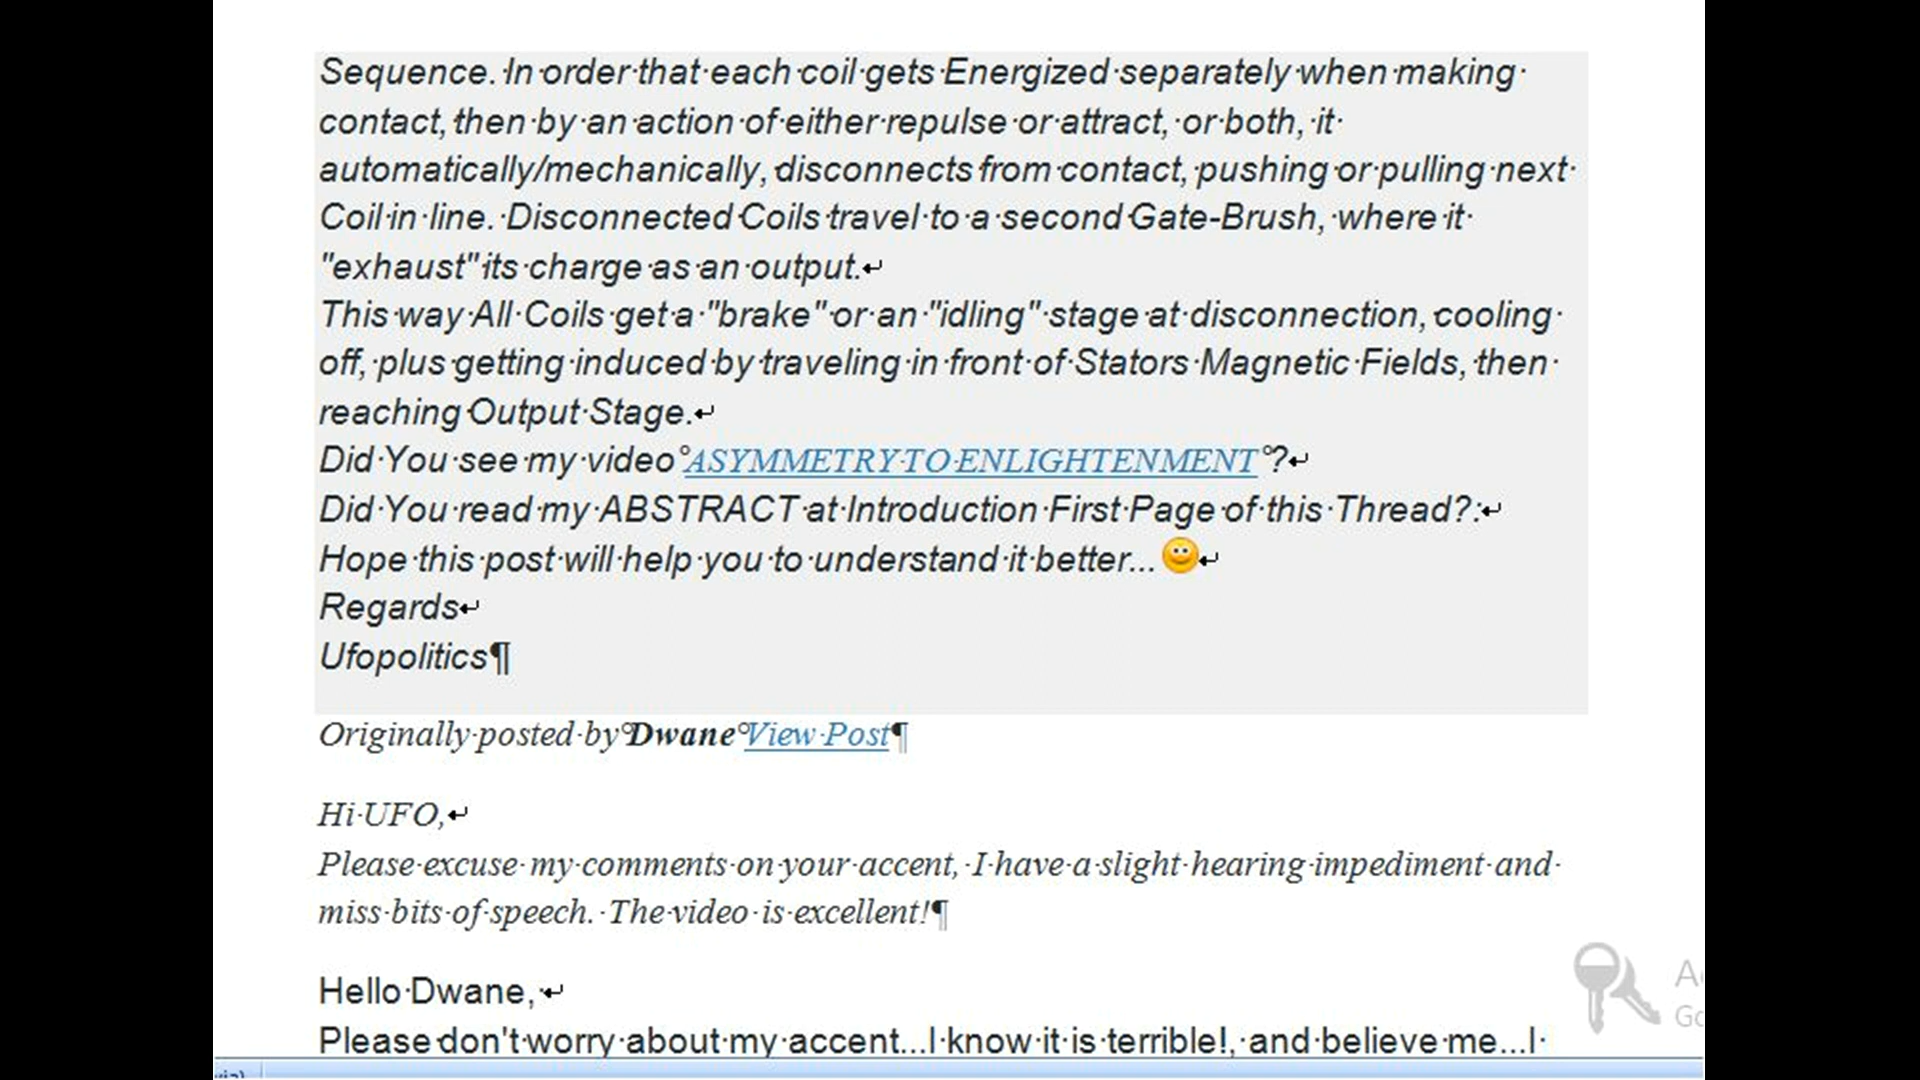 Sequence. In order that each coil gets Energized separately when making
contact, then by an action of either repulse or attract, or both, it
automatically/mechanically, disconnects from contact, pushing or pulling next
Coil in line. Disconnected Coils travel to a second Gate-Brush, where it
"exhaust" its charge as an output.
This way All Coils get a "brake" or an "idling" stage at disconnection, cooling
off, plus getting induced by traveling in front of Stators Magnetic Fields, then
reaching Output Stage.
Did You see my video ASYMMETRY TO ENLIGHTENMENT ?
Did You read my ABSTRACT at Introduction First Page of this Thread?:
Hope this post will help you to understand it better...
Regards
Ufopolitics
Originally posted by Dwane View Post
Hi UFO,
Please excuse my comments on your accent, I have a slight hearing impediment and
miss bits of speech. The video is excellent!
Hello Dwane,
Please don't worry about my accent...I know it is terrible!, and believe me...I